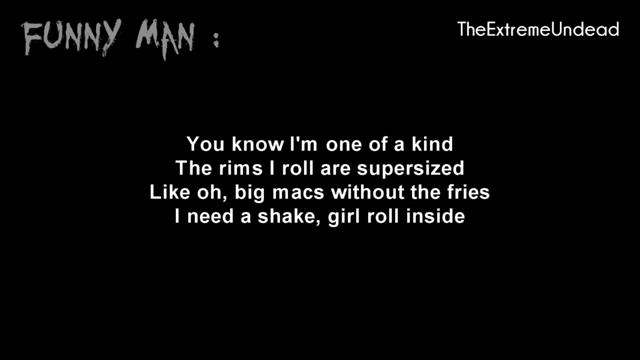 FUNNY MAN :
TheExtremeUndead
You know I'm one of a kind
The rims I roll are supersized
Like oh, big macs without the fries
I need a shake, girl roll inside